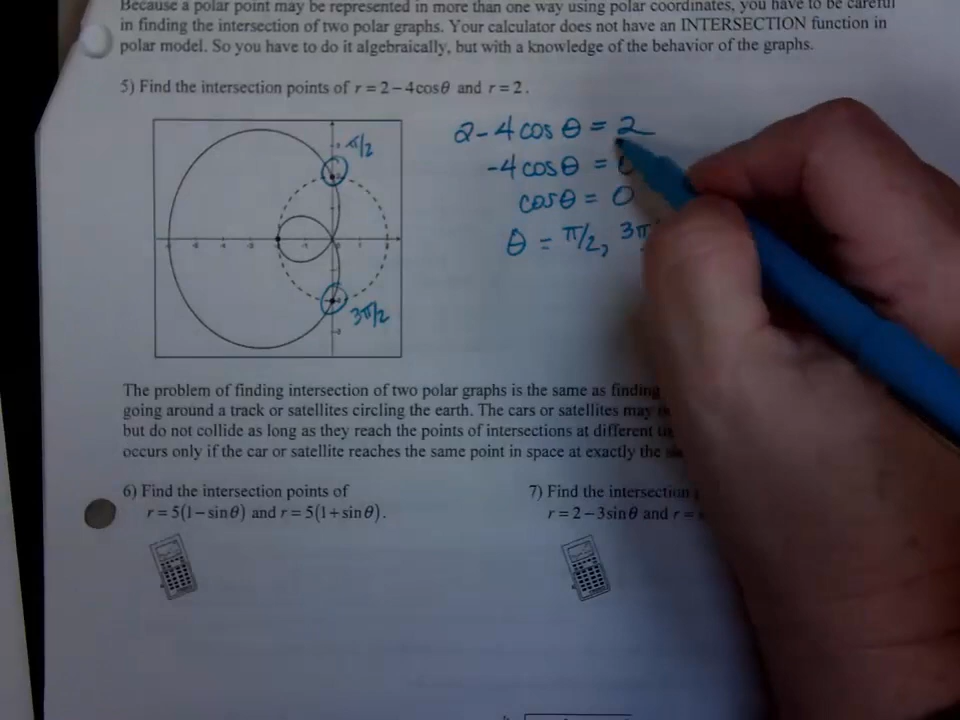 Because a polar point may be represented in more than one way using polar coordinates, you have to be careful
in finding the intersection of two polar graphs. Your calculator does not have an INTERSECTION function in
polar model. So you have to do it algebraically, but with a knowledge of the behavior of the graphs.
5) Find the intersection points of r = 2 − 4cosθ and r = 2.
π/2
3π/2
2 - 4 cos θ = 2
-4 cos θ = 0
cos θ = 0
θ = π/2, 3π
The problem of finding intersection of two polar graphs is the same as finding
going around a track or satellites circling the earth. The cars or satellites may
but do not collide as long as they reach the points of intersections at different
occurs only if the car or satellite reaches the same point in space at exactly the
6) Find the intersection points of
r = 5(1 − sinθ) and r = 5(1 + sinθ).
7) Find the intersection
r = 2 − 3sinθ and r =